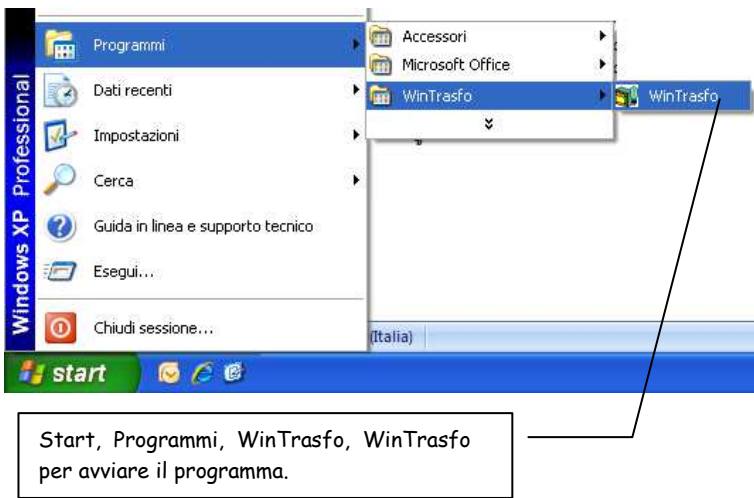 Programmi
Accessori
Microsoft Office
Dati recenti
WinTrasfo
WinTrasfo
Impostazioni
Cerca
Guida in linea e supporto tecnico
Esegui...
Chiudi sessione...
Windows XP Professional
(Italia)
start
Start, Programmi, WinTrasfo, WinTrasfo
per avviare il programma.